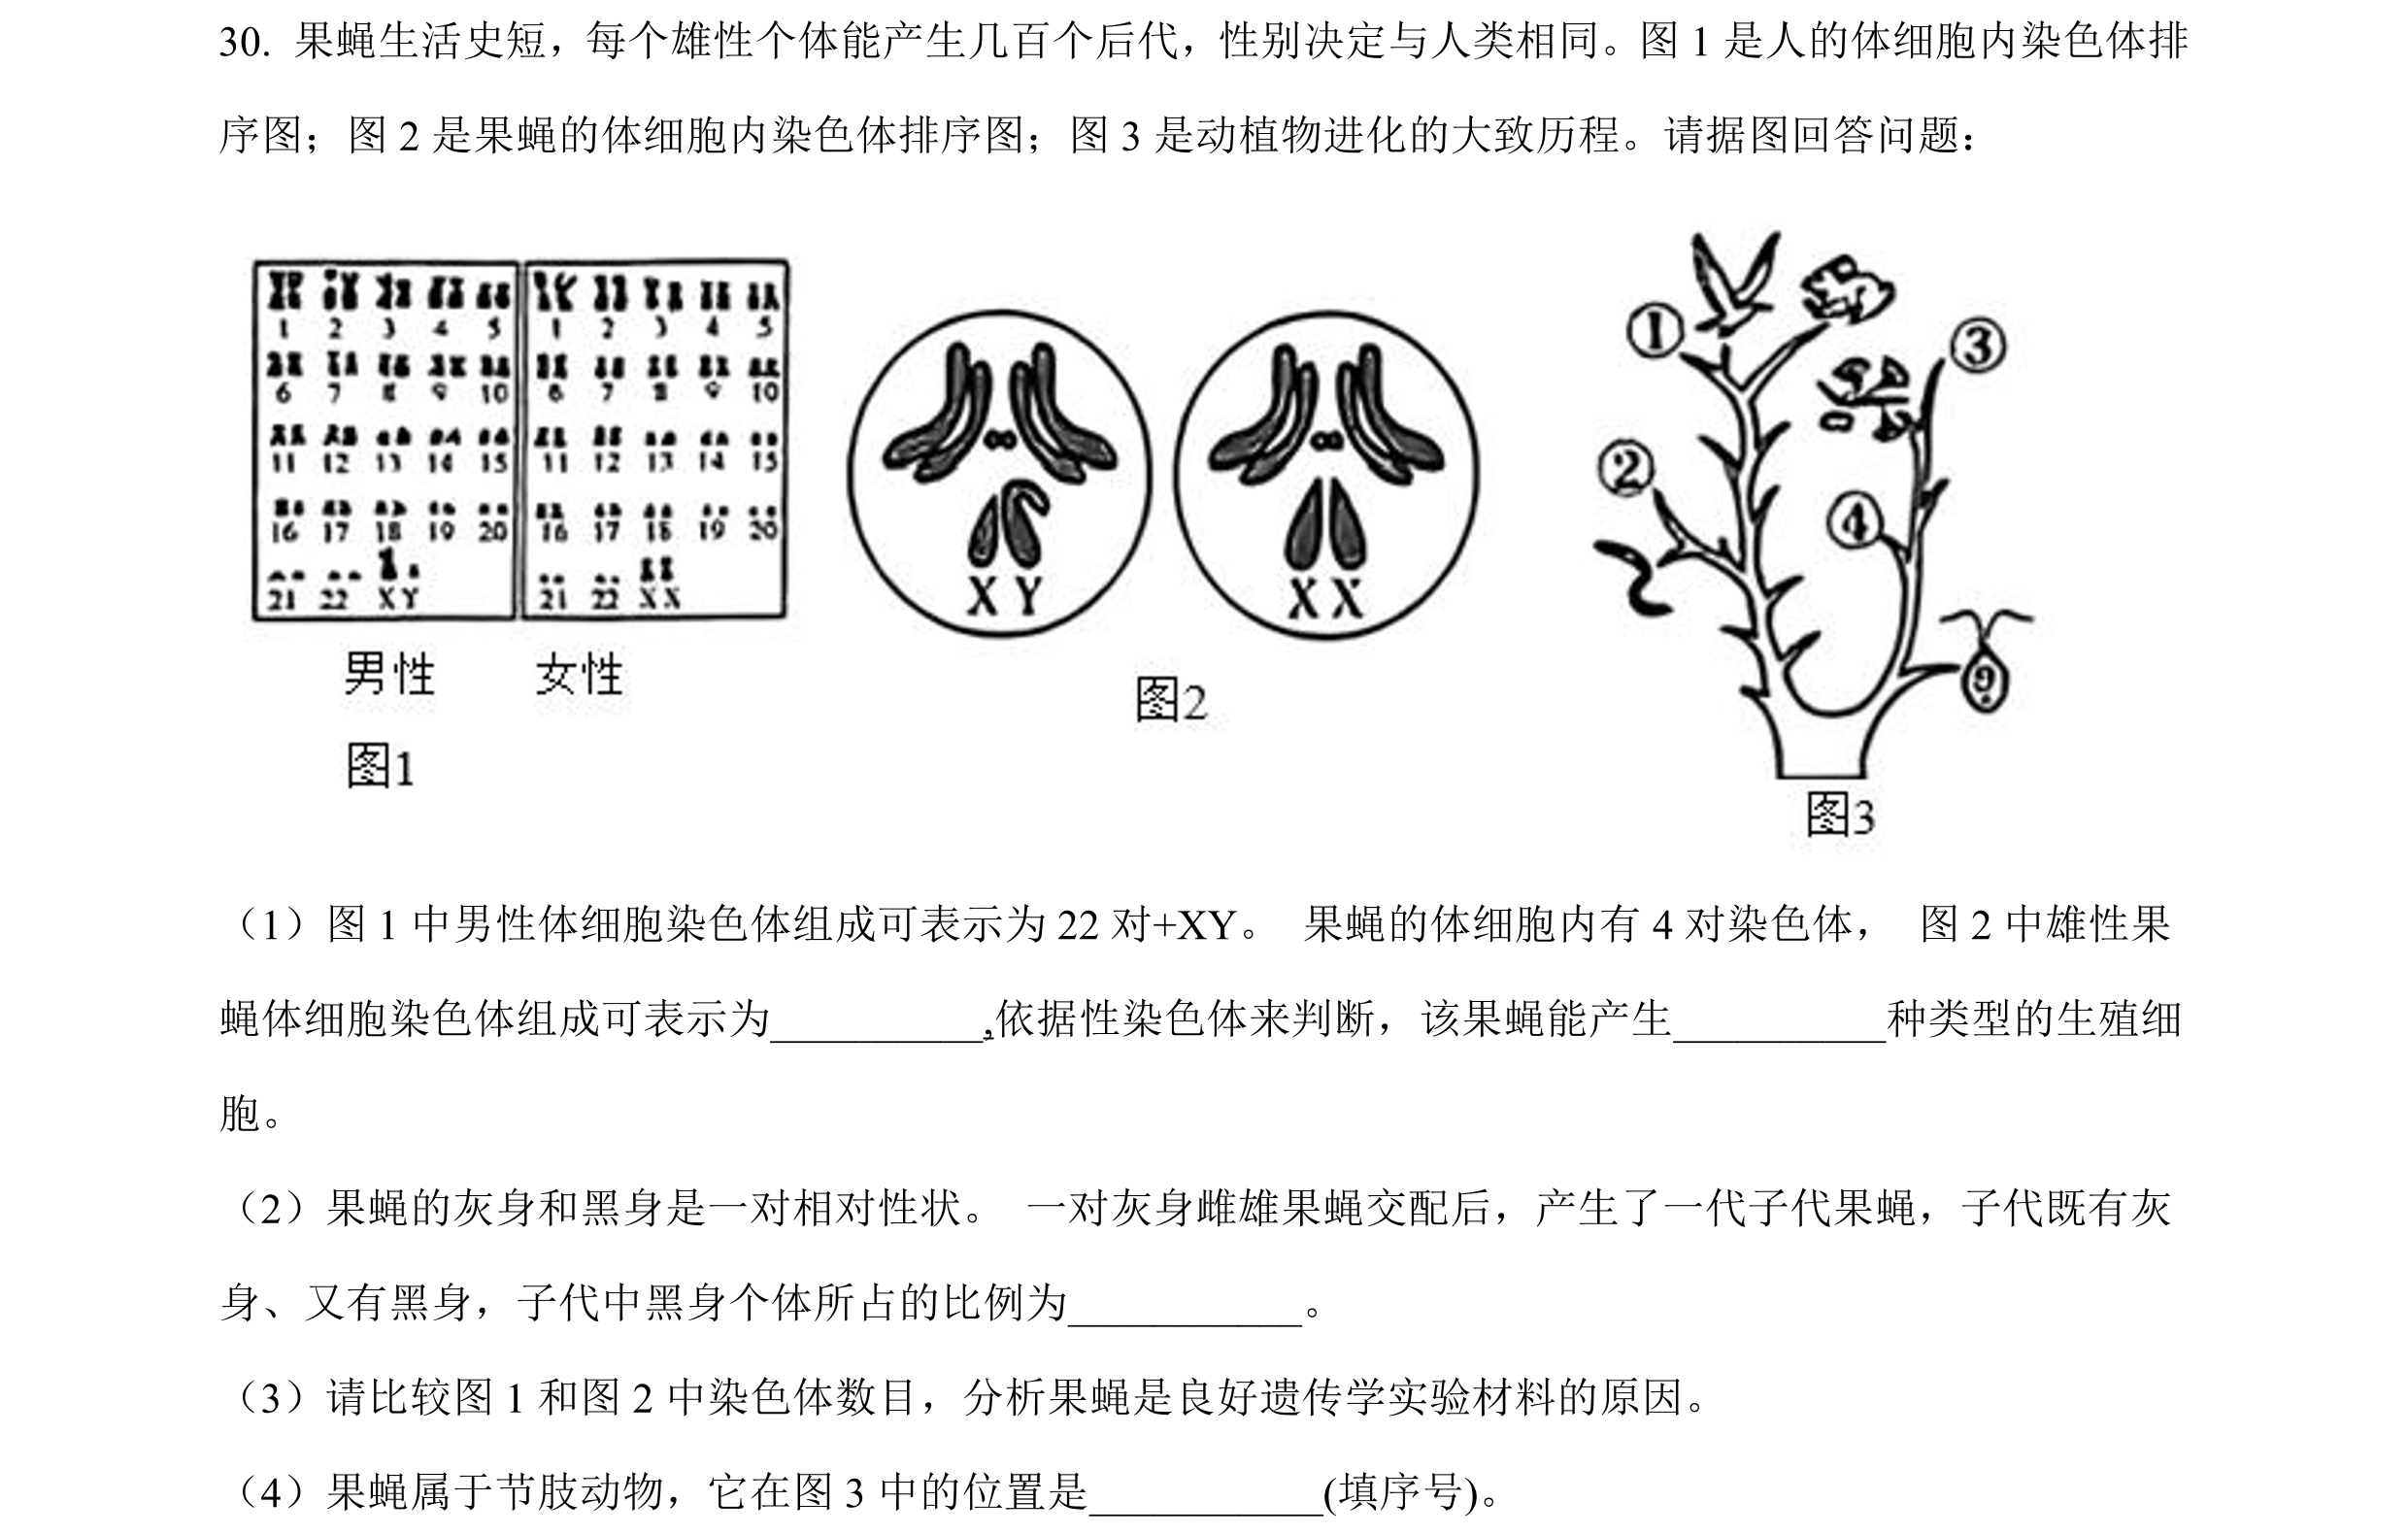 30. 果蝇生活史短，每个雄性个体能产生几百个后代，性别决定与人类相同。图 1 是人的体细胞内染色体排
序图；图 2 是果蝇的体细胞内染色体排序图；图 3 是动植物进化的大致历程。请据图回答问题：
1 2 3 4 5 1 2 3 4 5
6 7 8 9 10 6 7 8 9 10
11 12 13 14 15 11 12 13 14 15
16 17 18 19 20 16 17 18 19 20
21 22 X Y 21 22 X X
男性 女性
图1
X Y X X
图2
① ③
②
④
图3
（1）图 1 中男性体细胞染色体组成可表示为 22 对+XY。 果蝇的体细胞内有 4 对染色体， 图 2 中雄性果
蝇体细胞染色体组成可表示为__________,依据性染色体来判断，该果蝇能产生__________种类型的生殖细
胞。
（2）果蝇的灰身和黑身是一对相对性状。 一对灰身雌雄果蝇交配后，产生了一代子代果蝇，子代既有灰
身、又有黑身，子代中黑身个体所占的比例为___________。
（3）请比较图 1 和图 2 中染色体数目，分析果蝇是良好遗传学实验材料的原因。
（4）果蝇属于节肢动物，它在图 3 中的位置是___________(填序号)。